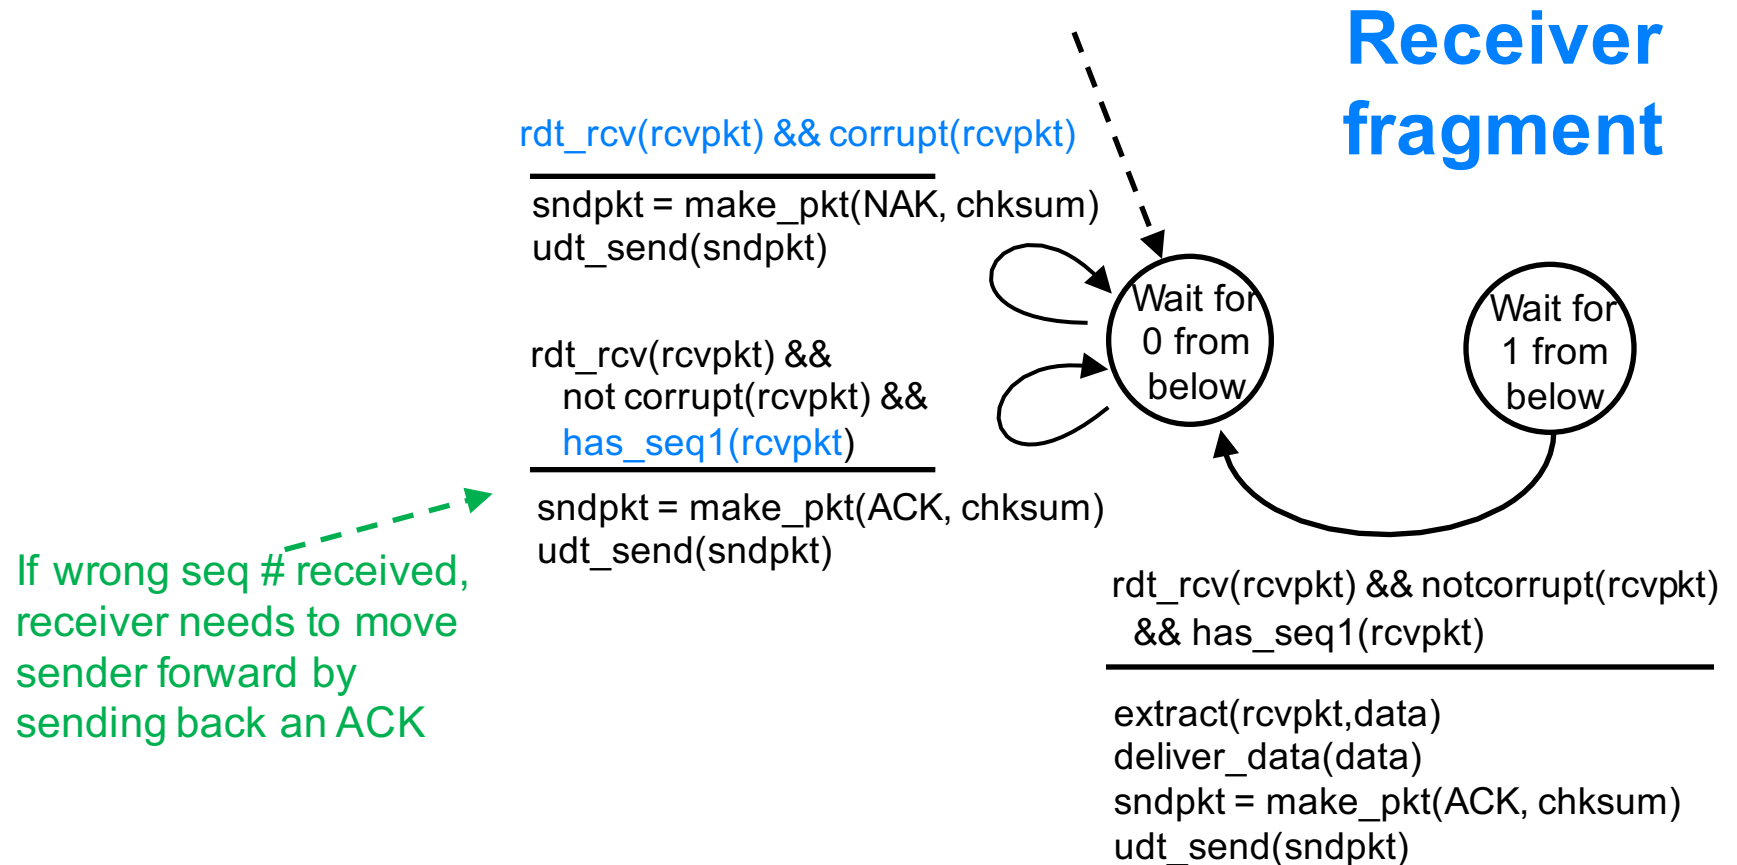 Receiver
fragment
rdt_rcv(rcvpkt) && corrupt(rcvpkt)
sndpkt = make_pkt(NAK, chksum)
udt_send(sndpkt)
rdt_rcv(rcvpkt) &&
not corrupt(rcvpkt) &&
has_seq1(rcvpkt)
sndpkt = make_pkt(ACK, chksum)
udt_send(sndpkt)
If wrong seq # received,
receiver needs to move
sender forward by
sending back an ACK
Wait for
0 from
below
Wait for
1 from
below
rdt_rcv(rcvpkt) && notcorrupt(rcvpkt)
&& has_seq1(rcvpkt)
extract(rcvpkt,data)
deliver_data(data)
sndpkt = make_pkt(ACK, chksum)
udt_send(sndpkt)